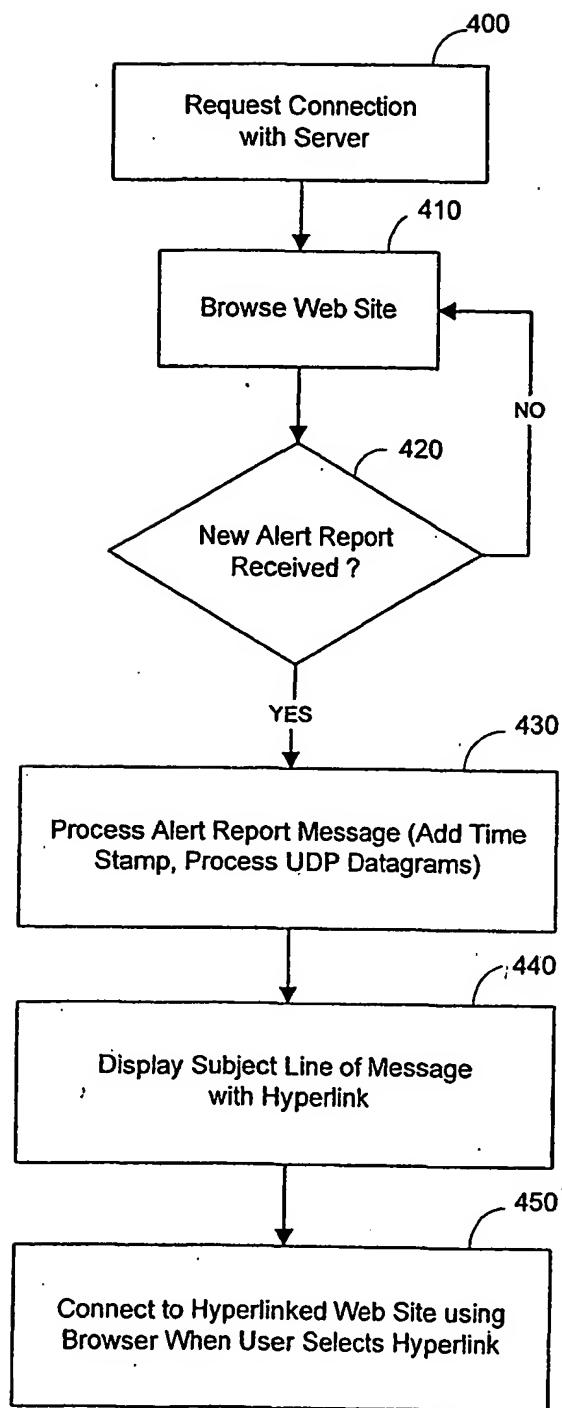 400
Request Connection
with Server
410
Browse Web Site
NO
420
New Alert Report
Received ?
YES
430
Process Alert Report Message (Add Time
Stamp, Process UDP Datagrams)
440
Display Subject Line of Message
with Hyperlink
450
Connect to Hyperlinked Web Site using
Browser When User Selects Hyperlink